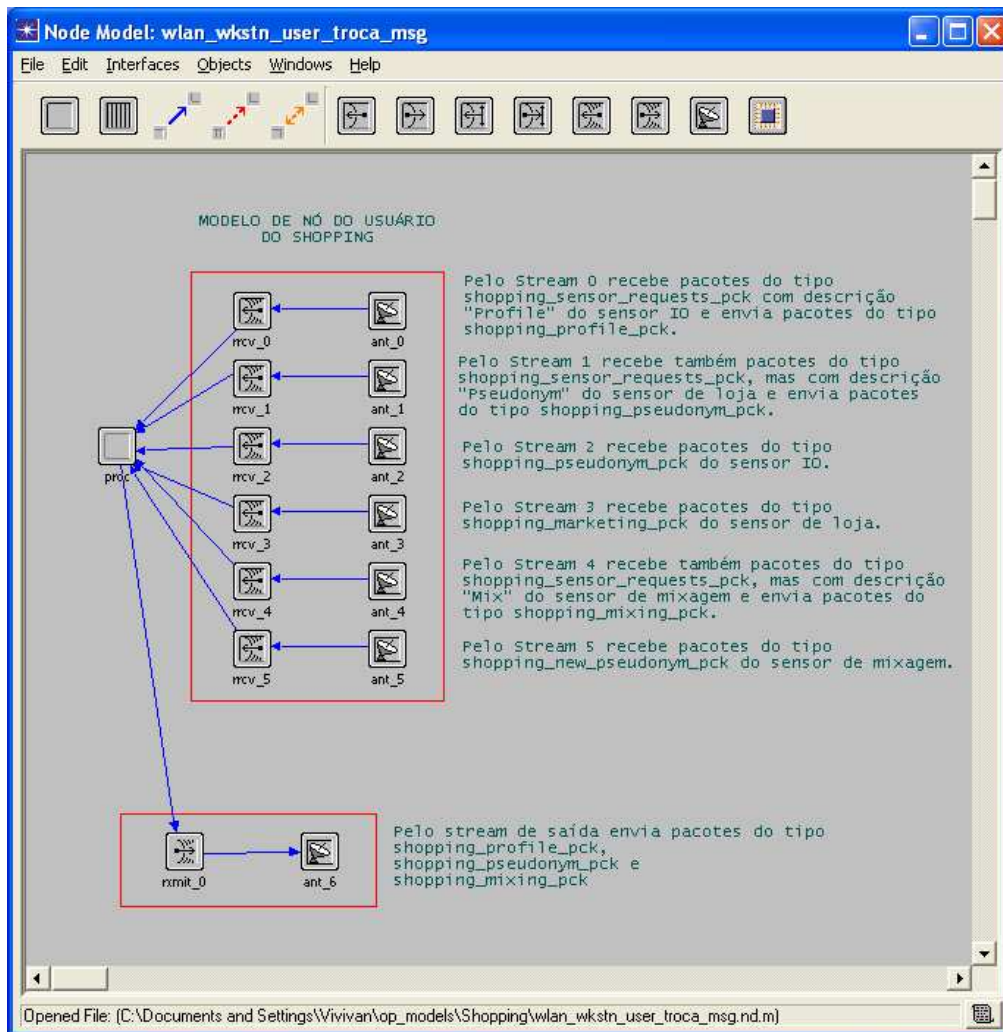 Node Model: wlan_wkstn_user_troca_msg
File Edit Interfaces Objects Windows Help
MODELO DE NÓ DO USUÁRIO
DO SHOPPING
rrcv_0 ant_0
Pelo Stream 0 recebe pacotes do tipo
shopping_sensor_requests_pck com descrição
"Profile" do sensor IO e envia pacotes do tipo
shopping_profile_pck.
rrcv_1 ant_1
Pelo Stream 1 recebe também pacotes do tipo
shopping_sensor_requests_pck, mas com descrição
"Pseudonym" do sensor de loja e envia pacotes
do tipo shopping_pseudonym_pck.
proc
rrcv_2 ant_2
Pelo Stream 2 recebe pacotes do tipo
shopping_pseudonym_pck do sensor IO.
rrcv_3 ant_3
Pelo Stream 3 recebe pacotes do tipo
shopping_marketing_pck do sensor de loja.
rrcv_4 ant_4
Pelo Stream 4 recebe também pacotes do tipo
shopping_sensor_requests_pck, mas com descrição
"Mix" do sensor de mixagem e envia pacotes do
tipo shopping_mixing_pck.
rrcv_5 ant_5
Pelo Stream 5 recebe pacotes do tipo
shopping_new_pseudonym_pck do sensor de mixagem.
rxmit_0 ant_6
Pelo stream de saída envia pacotes do tipo
shopping_profile_pck,
shopping_pseudonym_pck e
shopping_mixing_pck
Opened File: (C:\Documents and Settings\Vivivan\op_models\Shopping\wlan_wkstn_user_troca_msg.nd.m)